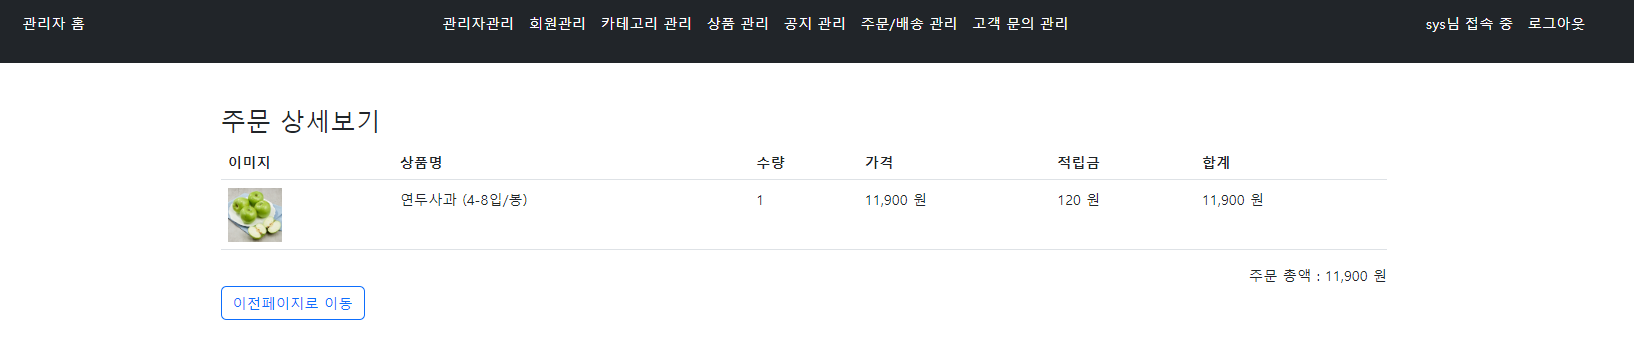 관리자 홈 관리자관리 회원관리 카테고리 관리 상품 관리 공지 관리 주문/배송 관리 고객 문의 관리 sys님 접속 중 로그아웃
주문 상세보기
이미지 상품명 수량 가격 적립금 합계
연두사과 (4-8입/봉) 1 11,900 원 120 원 11,900 원
주문 총액 : 11,900 원
이전페이지로 이동